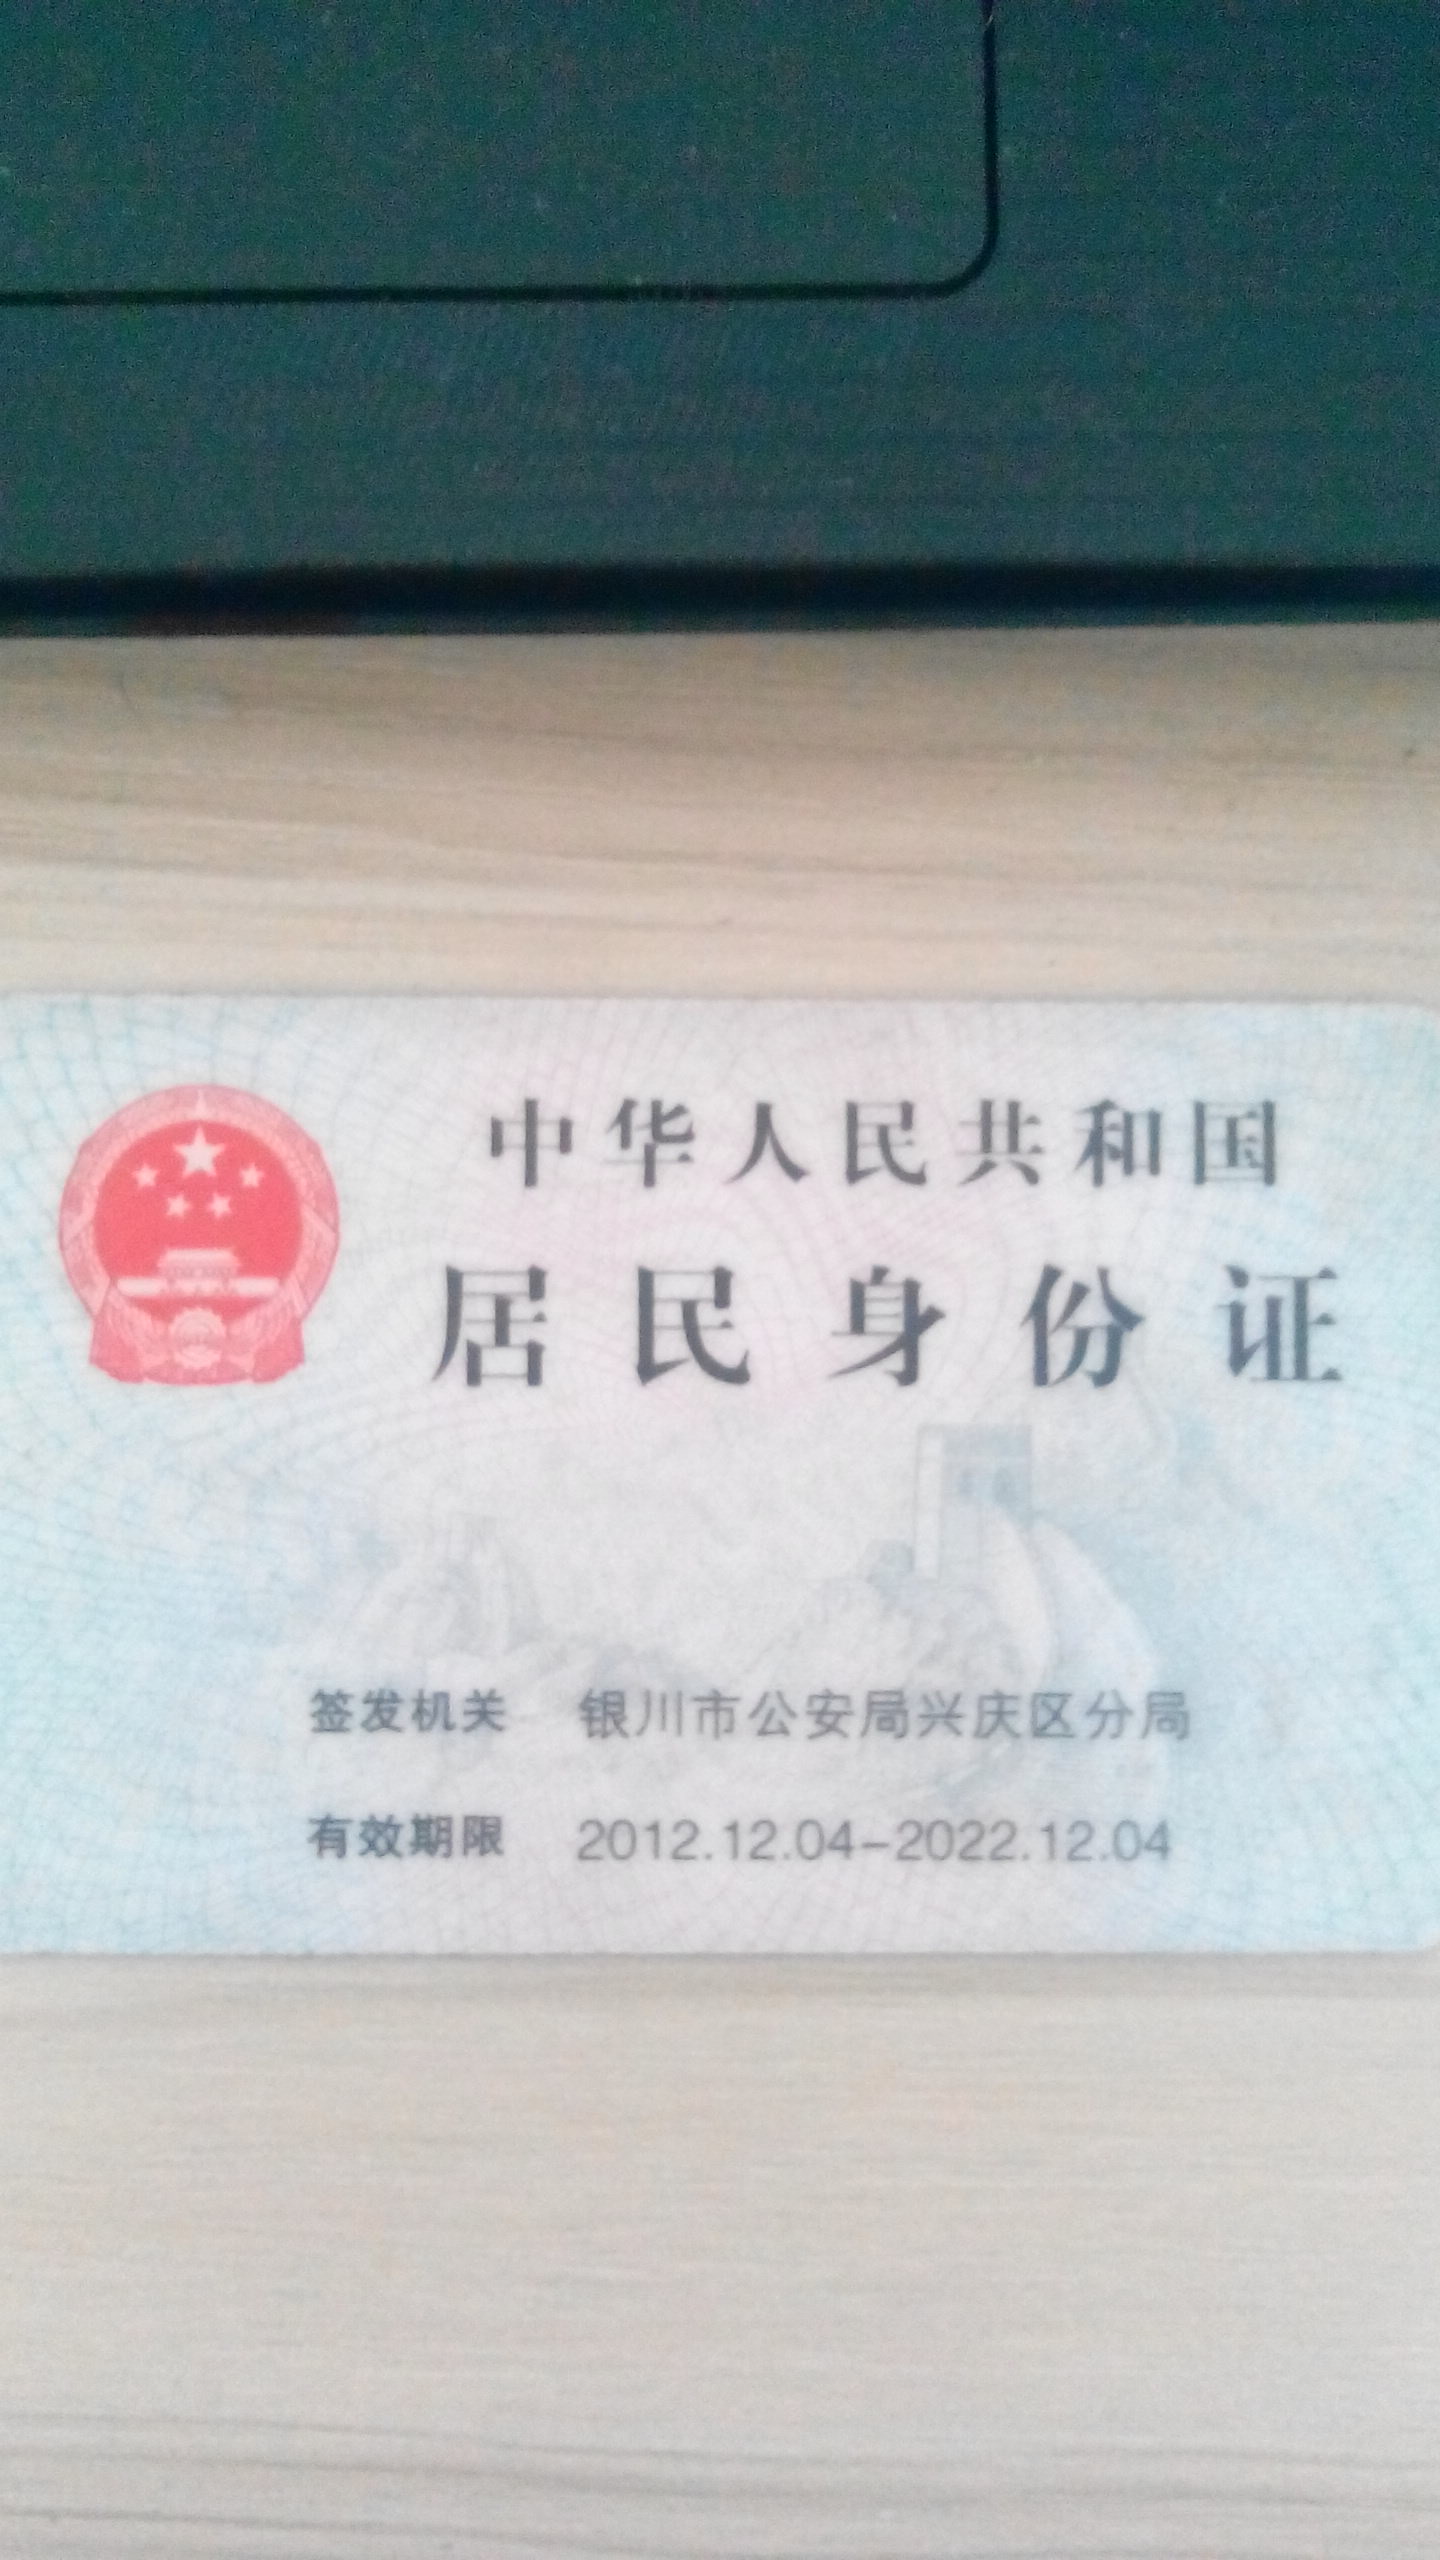 中华人民共和国
居民身份证
签发机关 银川市公安局兴庆区分局
有效期限 2012.12.04-2022.12.04